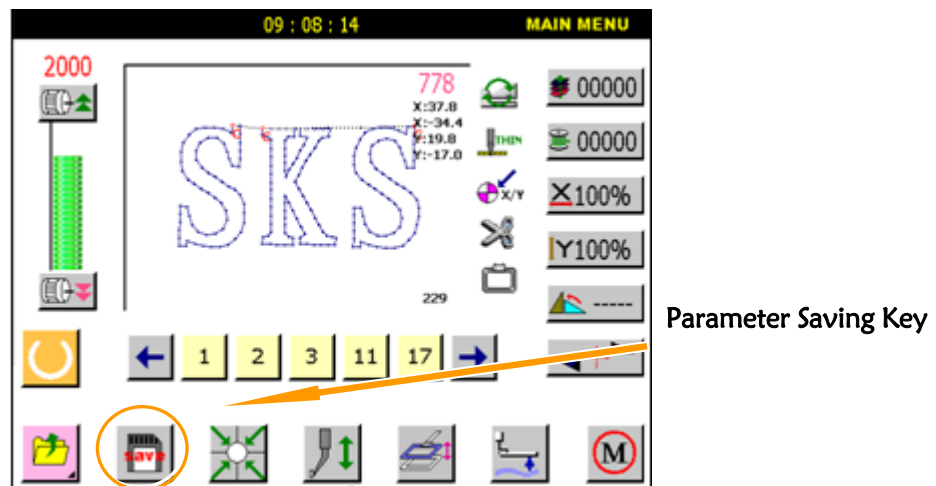 09 : 08 : 14
MAIN MENU
2000
778
X:37.8
X:-34.4
Y:19.8
Y:-17.0
SKS
229
THIN
X/Y
00000
00000
X100%
Y100%
-----
Parameter Saving Key
1 2 3 11 17
save
M